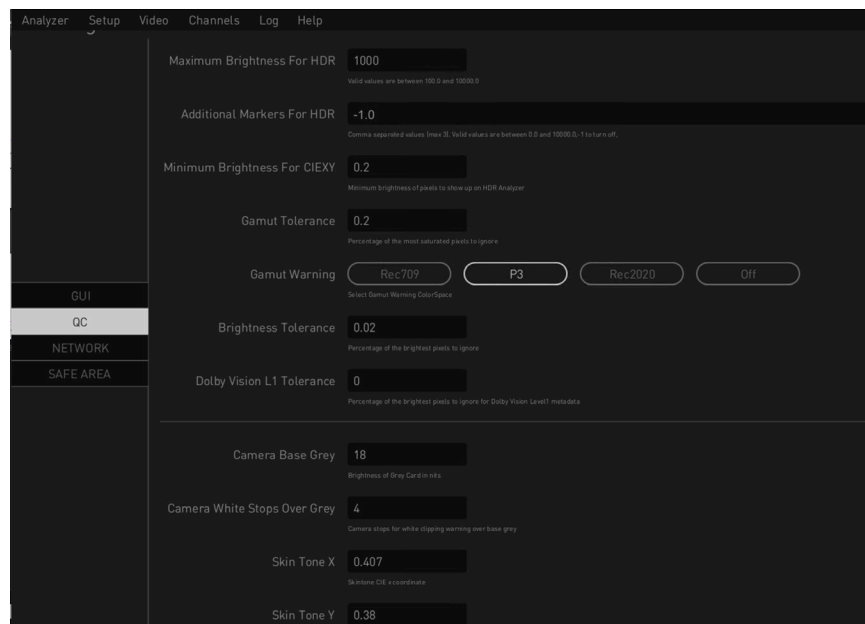 Analyzer Setup Video Channels Log Help
Maximum Brightness For HDR 1000
Valid values are between 100.0 and 10000.0
Additional Markers For HDR -1.0
Comma separated values (max 3). Valid values are between 0.0 and 10000.0,-1 to turn off,
Minimum Brightness For CIEXY 0.2
Minimum brightness of pixels to show up on HDR Analyzer
Gamut Tolerance 0.2
Percentage of the most saturated pixels to ignore
Gamut Warning Rec709 P3 Rec2020 Off
Select Gamut Warning ColorSpace
GUI
QC
NETWORK
SAFE AREA
Brightness Tolerance 0.02
Percentage of the brightest pixels to ignore
Dolby Vision L1 Tolerance 0
Percentage of the brightest pixels to ignore for Dolby Vision Level1 metadata
Camera Base Grey 18
Brightness of Grey Card in nits
Camera White Stops Over Grey 4
Camera stops for white clipping warning over base grey
Skin Tone X 0.407
Skintone CIE x coordinate
Skin Tone Y 0.38